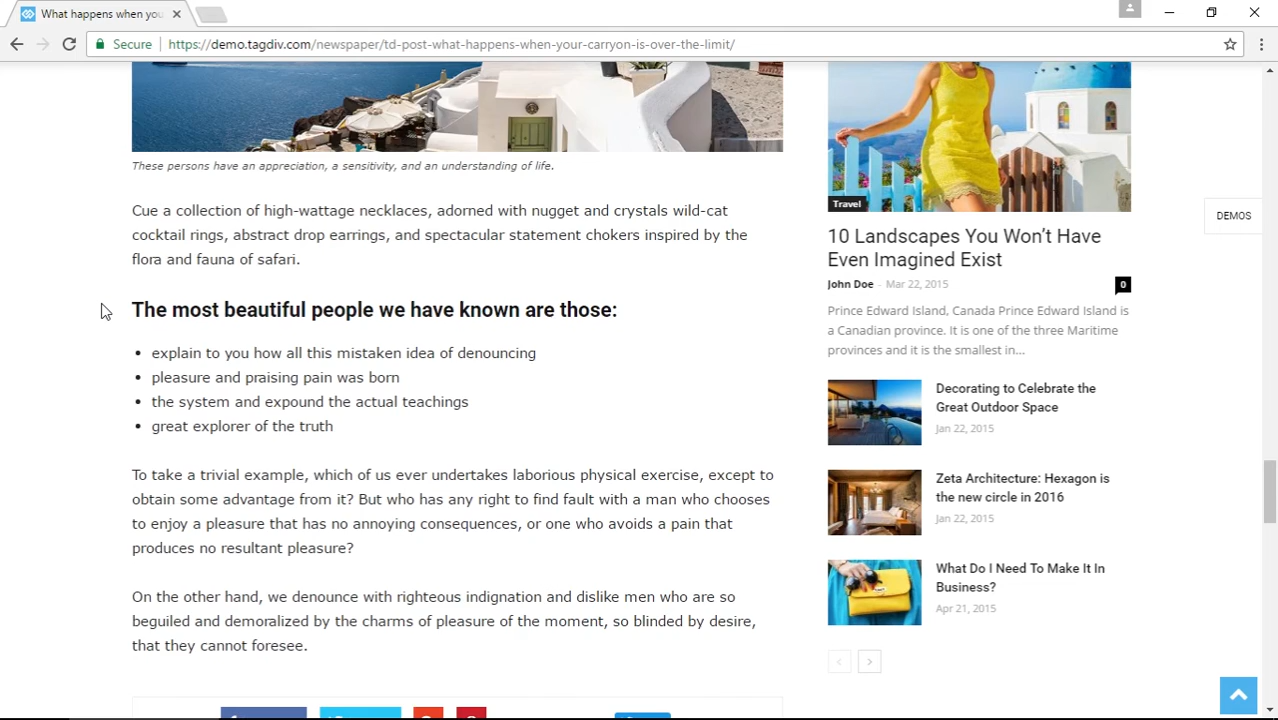 What happens when you
Secure
https://demo.tagdiv.com/newspaper/td-post-what-happens-when-your-carryon-is-over-the-limit/
These persons have an appreciation, a sensitivity, and an understanding of life.
Cue a collection of high-wattage necklaces, adorned with nugget and crystals wild-cat
cocktail rings, abstract drop earrings, and spectacular statement chokers inspired by the
flora and fauna of safari.
The most beautiful people we have known are those:
• explain to you how all this mistaken idea of denouncing
• pleasure and praising pain was born
• the system and expound the actual teachings
• great explorer of the truth
To take a trivial example, which of us ever undertakes laborious physical exercise, except to
obtain some advantage from it? But who has any right to find fault with a man who chooses
to enjoy a pleasure that has no annoying consequences, or one who avoids a pain that
produces no resultant pleasure?
On the other hand, we denounce with righteous indignation and dislike men who are so
beguiled and demoralized by the charms of pleasure of the moment, so blinded by desire,
that they cannot foresee.
Travel
10 Landscapes You Won’t Have
Even Imagined Exist
John Doe - Mar 22, 2015
0
Prince Edward Island, Canada Prince Edward Island is
a Canadian province. It is one of the three Maritime
provinces and it is the smallest in...
Decorating to Celebrate the
Great Outdoor Space
Jan 22, 2015
Zeta Architecture: Hexagon is
the new circle in 2016
Jan 22, 2015
What Do I Need To Make It In
Business?
Apr 21, 2015
DEMOS